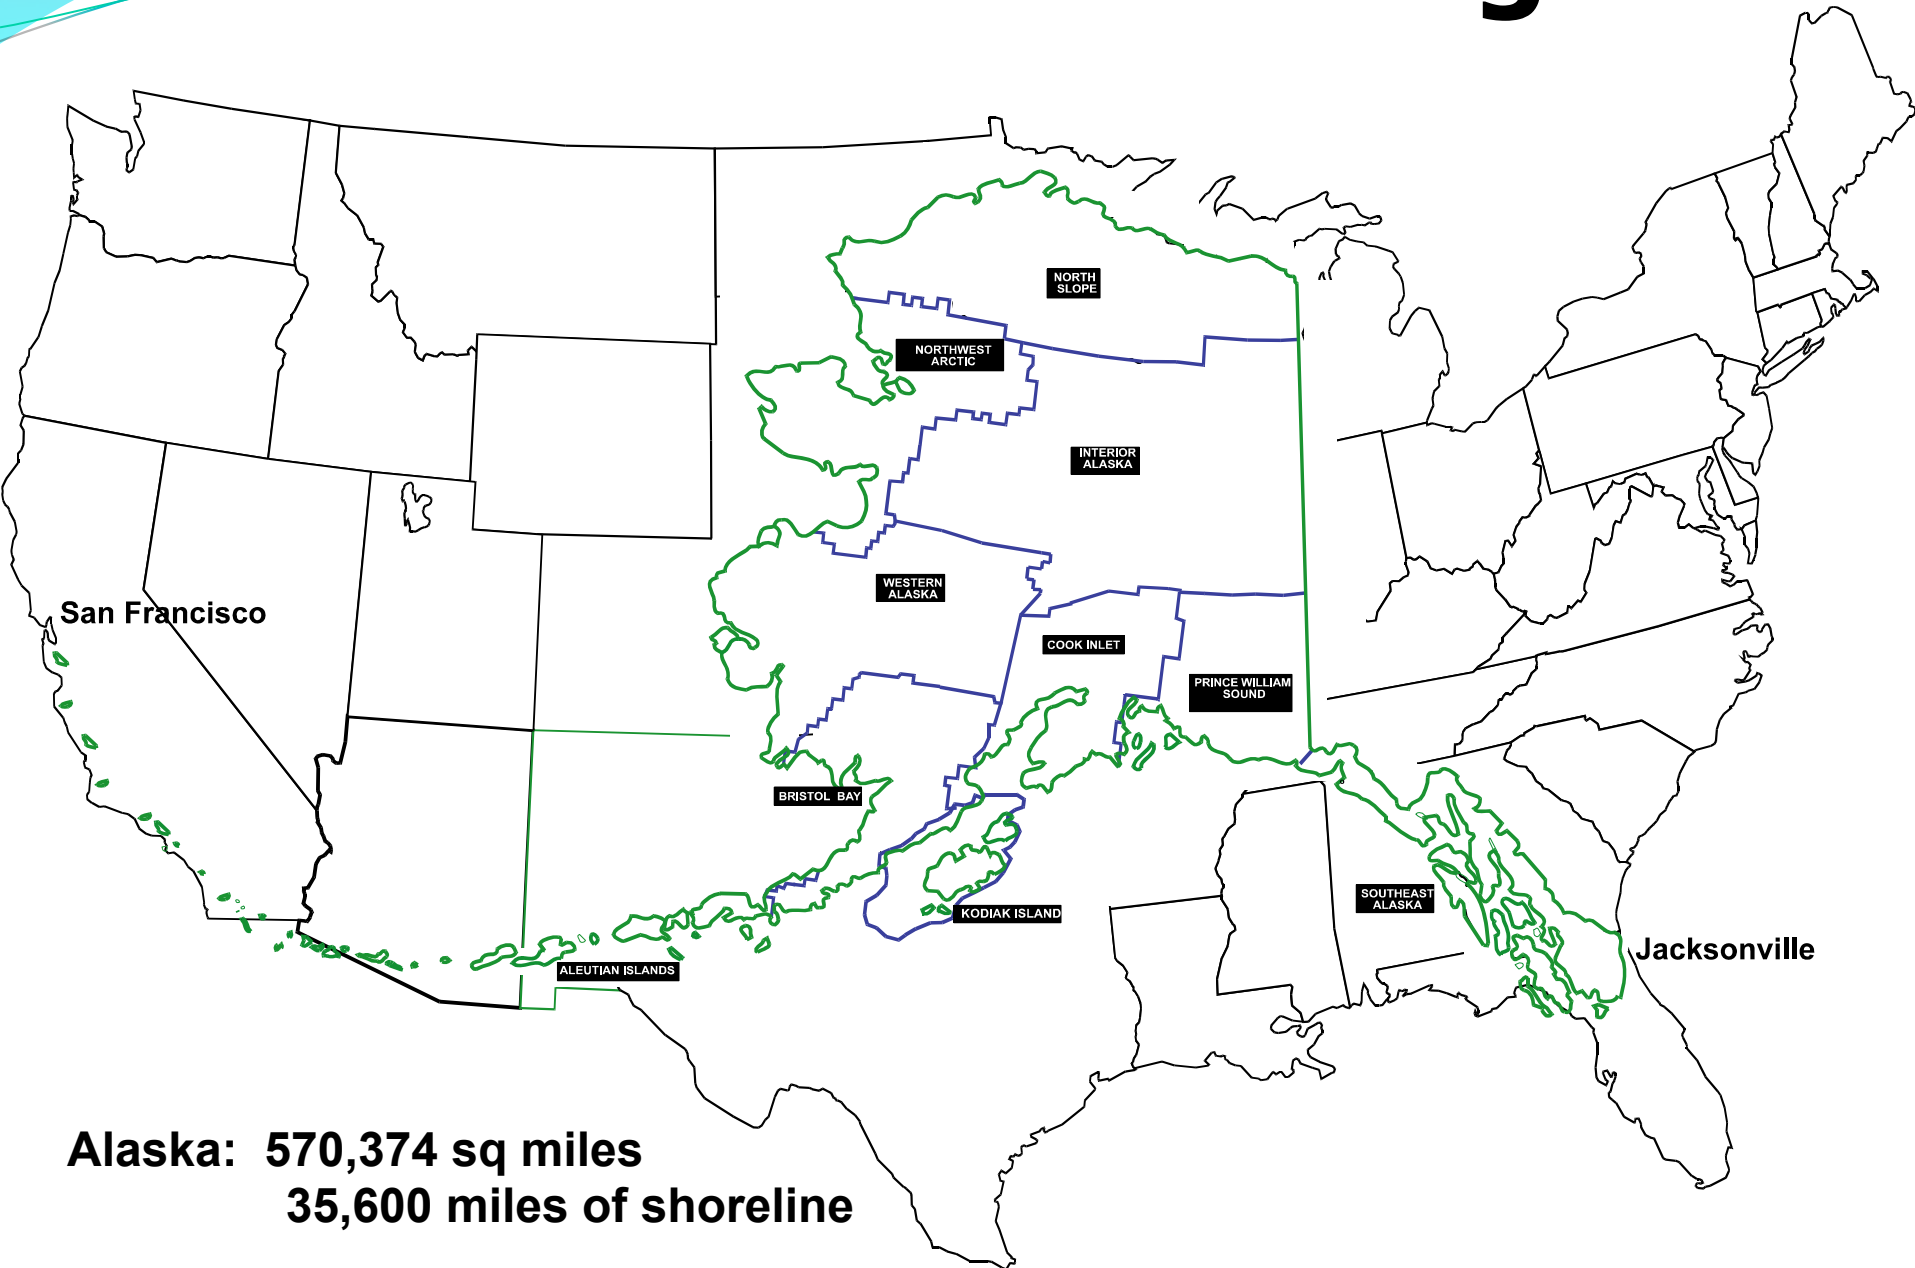 NORTH
SLOPE
NORTHWEST
ARCTIC
INTERIOR
ALASKA
WESTERN
ALASKA
San Francisco
COOK INLET
PRINCE WILLIAM
SOUND
BRISTOL BAY
SOUTHEAST
ALASKA
KODIAK ISLAND
Jacksonville
ALEUTIAN ISLANDS
Alaska: 570,374 sq miles
35,600 miles of shoreline